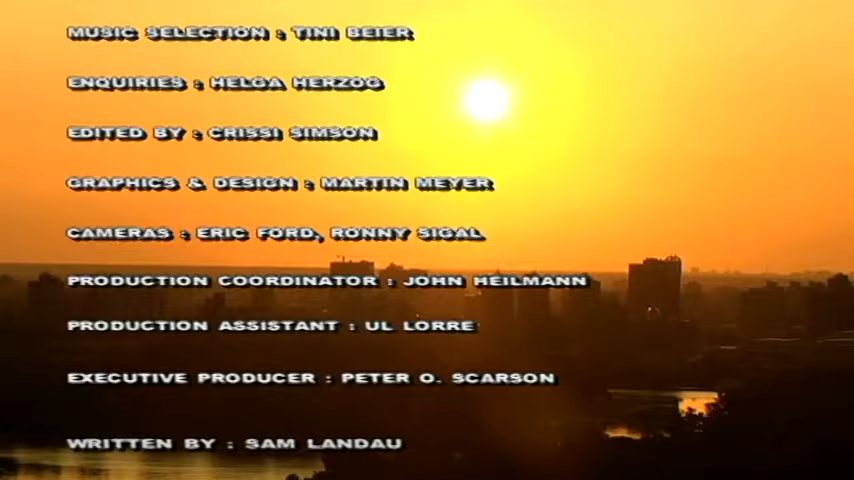 MUSIC SELECTION : TINI BEIER
ENQUIRIES : HELGA HERZOG
EDITED BY : CRISSI SIMSON
GRAPHICS & DESIGN : MARTIN MEYER
CAMERAS : ERIC FORD, RONNY SIGAL
PRODUCTION COORDINATOR : JOHN HEILMANN
PRODUCTION ASSISTANT : UL LORRE
EXECUTIVE PRODUCER : PETER O. SCARSON
WRITTEN BY : SAM LANDAU